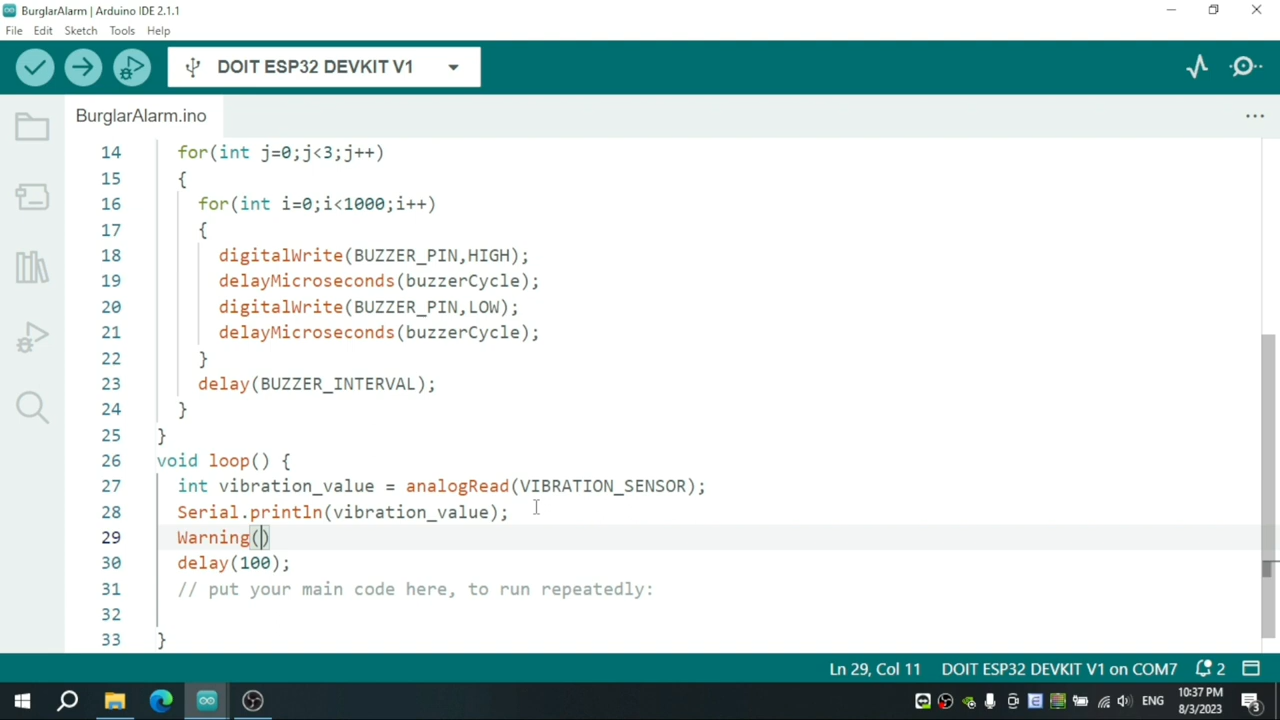 BurglarAlarm | Arduino IDE 2.1.1
File Edit Sketch Tools Help
DOIT ESP32 DEVKIT V1
BurglarAlarm.ino
14 for(int j=0;j<3;j++)
15 {
16 for(int i=0;i<1000;i++)
17 {
18 digitalWrite(BUZZER_PIN,HIGH);
19 delayMicroseconds(buzzerCycle);
20 digitalWrite(BUZZER_PIN,LOW);
21 delayMicroseconds(buzzerCycle);
22 }
23 delay(BUZZER_INTERVAL);
24 }
25 }
26 void loop() {
27 int vibration_value = analogRead(VIBRATION_SENSOR);
28 Serial.println(vibration_value);
29 Warning()
30 delay(100);
31 // put your main code here, to run repeatedly:
32
33 }
Ln 29, Col 11 DOIT ESP32 DEVKIT V1 on COM7 2
ENG 10:37 PM
8/3/2023 3